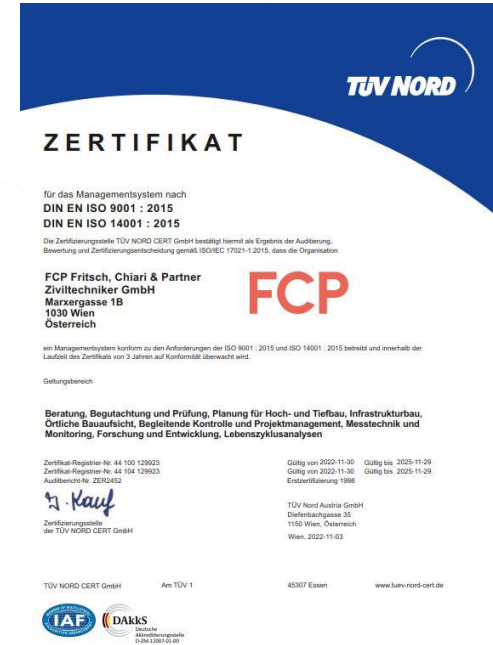 TÜV NORD
ZERTIFIKAT
für das Managementsystem nach
DIN EN ISO 9001 : 2015
DIN EN ISO 14001 : 2015
Die Zertifizierungsstelle TÜV NORD CERT GmbH bestätigt hiermit als Ergebnis der Auditierung,
Bewertung und Zertifizierungsentscheidung gemäß ISO/IEC 17021-1:2015, dass die Organisation
FCP Fritsch, Chiari & Partner
Ziviltechniker GmbH
Marxergasse 1B
1030 Wien
Österreich
FCP
ein Managementsystem konform zu den Anforderungen der ISO 9001 : 2015 und ISO 14001 : 2015 betreibt und innerhalb der
Laufzeit des Zertifikats von 3 Jahren auf Konformität überwacht wird.
Geltungsbereich
Beratung, Begutachtung und Prüfung, Planung für Hoch- und Tiefbau, Infrastrukturbau,
Örtliche Bauaufsicht, Begleitende Kontrolle und Projektmanagement, Messtechnik und
Monitoring, Forschung und Entwicklung, Lebenszyklusanalysen
Zertifikat-Registrier-Nr. 44 100 129923
Zertifikat-Registrier-Nr. 44 104 129923
Auditbericht-Nr. ZER2452
Gültig von 2022-11-30 Gültig bis 2025-11-29
Gültig von 2022-11-30 Gültig bis 2025-11-29
Erstzertifizierung 1998
J. Kauf
Zertifizierungsstelle
der TÜV NORD CERT GmbH
TÜV Nord Austria GmbH
Diefenbachgasse 35
1150 Wien, Österreich
Wien, 2022-11-03
TÜV NORD CERT GmbH Am TÜV 1 45307 Essen www.tuev-nord-cert.de
IAF
DAkkS
Deutsche
Akkreditierungsstelle
D-ZM-12007-01-00